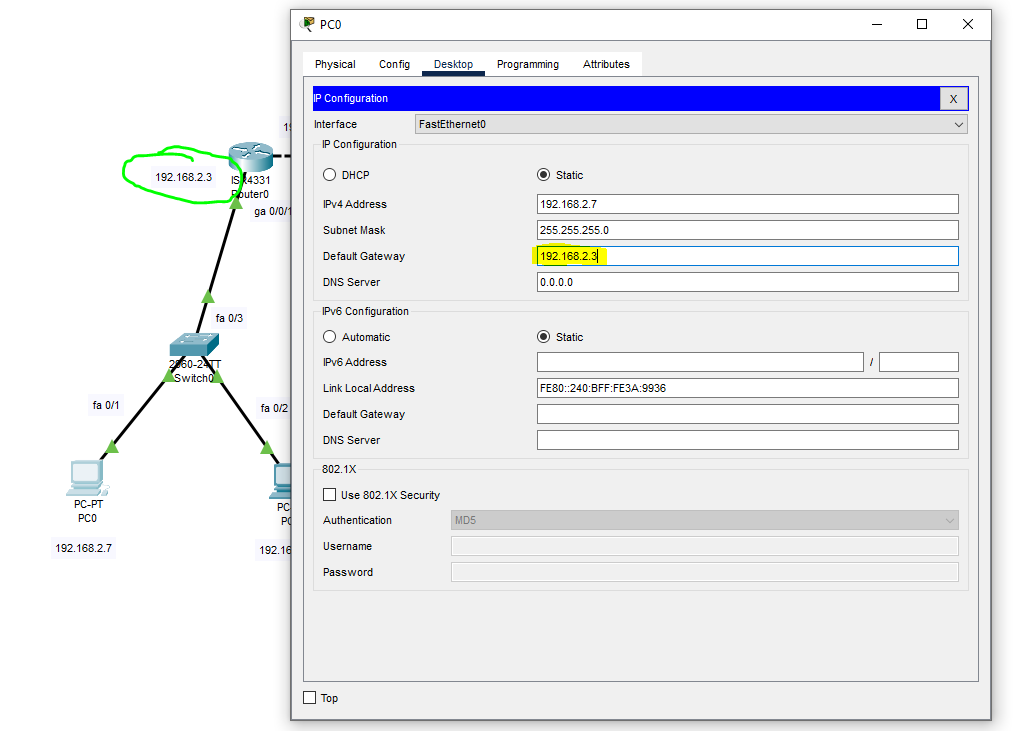 PC0
Physical Config Desktop Programming Attributes
IP Configuration X
Interface FastEthernet0
IP Configuration
DHCP Static
IPv4 Address 192.168.2.7
Subnet Mask 255.255.255.0
Default Gateway 192.168.2.3
DNS Server 0.0.0.0
IPv6 Configuration
Automatic Static
IPv6 Address /
Link Local Address FE80::240:BFF:FE3A:9936
Default Gateway
DNS Server
802.1X
Use 802.1X Security
Authentication MD5
Username
Password
Top
192.168.2.3
Router0
ga 0/0/1
fa 0/3
2960-24TT
Switch0
fa 0/1
fa 0/2
PC-PT
PC0
192.168.2.7